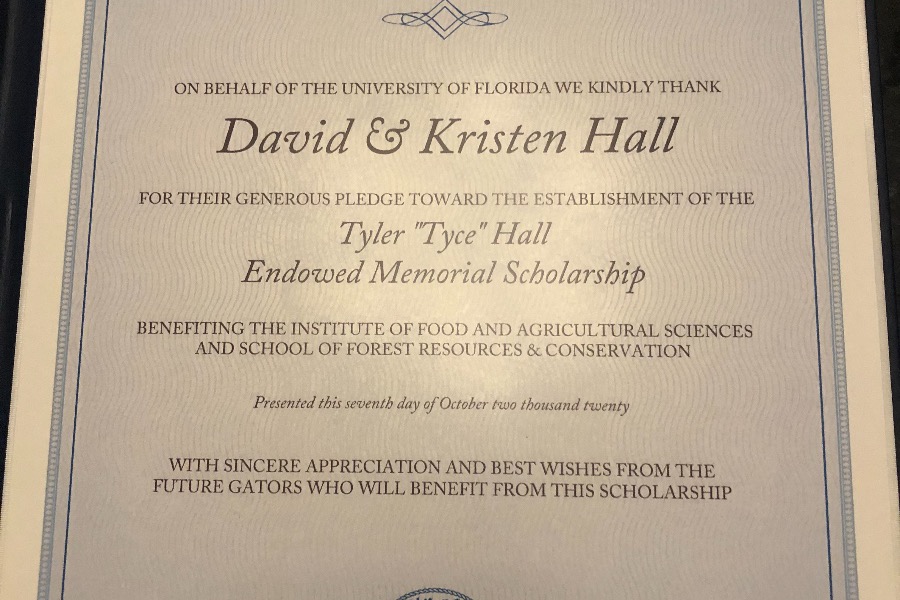 ON BEHALF OF THE UNIVERSITY OF FLORIDA WE KINDLY THANK
David & Kristen Hall
FOR THEIR GENEROUS PLEDGE TOWARD THE ESTABLISHMENT OF THE
Tyler "Tyce" Hall
Endowed Memorial Scholarship
BENEFITING THE INSTITUTE OF FOOD AND AGRICULTURAL SCIENCES
AND SCHOOL OF FOREST RESOURCES & CONSERVATION
Presented this seventh day of October two thousand twenty
WITH SINCERE APPRECIATION AND BEST WISHES FROM THE
FUTURE GATORS WHO WILL BENEFIT FROM THIS SCHOLARSHIP